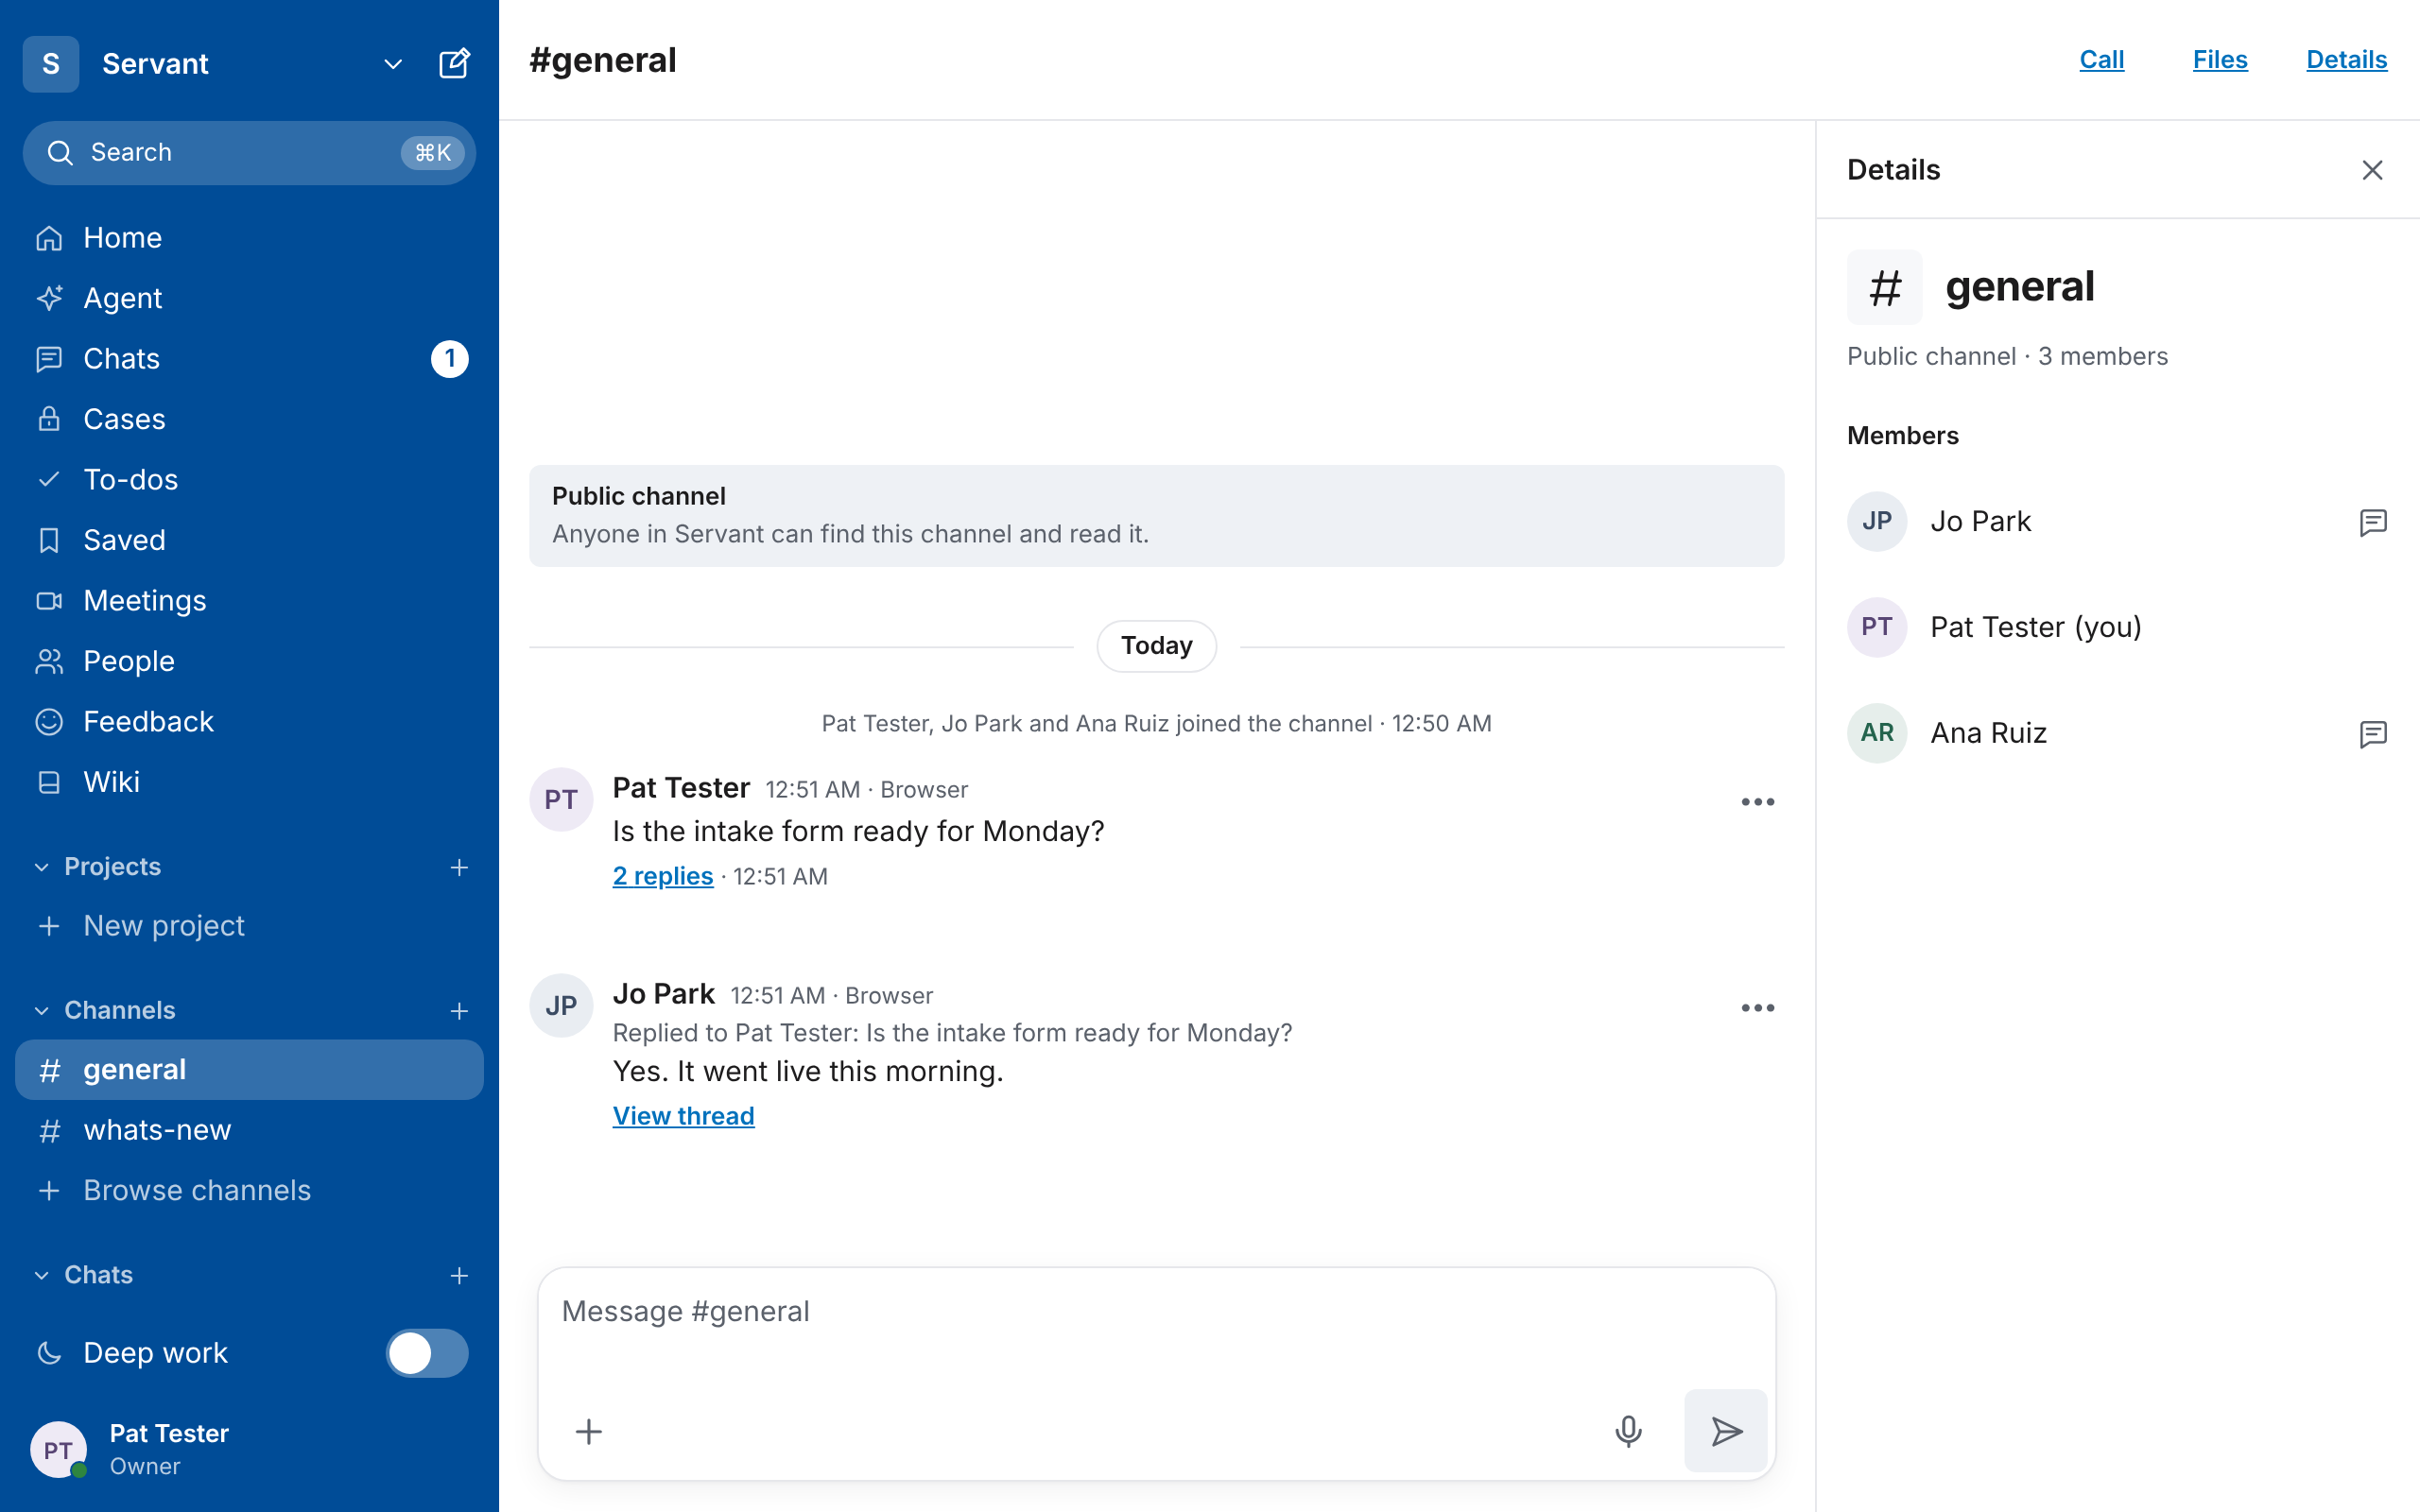 S Servant
Search ⌘K
Home
Agent
Chats 1
Cases
To-dos
Saved
Meetings
People
Feedback
Wiki
Projects
New project
Channels
# general
# whats-new
Browse channels
Chats
Deep work
PT Pat Tester
Owner
#general
Call Files Details
Public channel
Anyone in Servant can find this channel and read it.
Today
Pat Tester, Jo Park and Ana Ruiz joined the channel · 12:50 AM
PT Pat Tester 12:51 AM · Browser
Is the intake form ready for Monday?
2 replies · 12:51 AM
JP Jo Park 12:51 AM · Browser
Replied to Pat Tester: Is the intake form ready for Monday?
Yes. It went live this morning.
View thread
Message #general
Details
# general
Public channel · 3 members
Members
JP Jo Park
PT Pat Tester (you)
AR Ana Ruiz